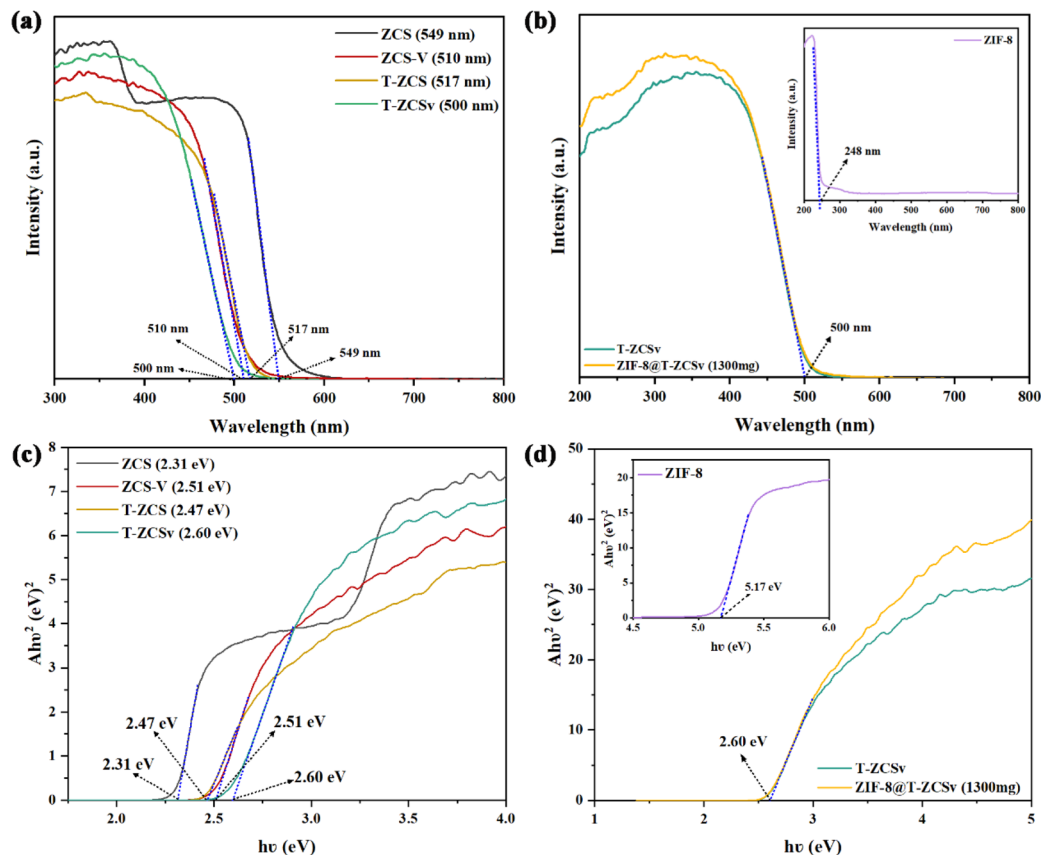 (a)
ZCS (549 nm)
ZCS-V (510 nm)
T-ZCS (517 nm)
T-ZCSv (500 nm)
Intensity (a.u.)
510 nm
500 nm
517 nm
549 nm
300 400 500 600 700 800
Wavelength (nm)
(b)
T-ZCSv
ZIF-8@T-ZCSv (1300mg)
Intensity (a.u.)
500 nm
200 300 400 500 600 700 800
Wavelength (nm)
ZIF-8
Intensity (a.u.)
248 nm
200 300 400 500 600 700 800
Wavelength (nm)
(c)
ZCS (2.31 eV)
ZCS-V (2.51 eV)
T-ZCS (2.47 eV)
T-ZCSv (2.60 eV)
Ahυ² (eV)²
8
7
6
5
4
3
2
1
0
2.47 eV
2.31 eV
2.51 eV
2.60 eV
2.0 2.5 3.0 3.5 4.0
hυ (eV)
(d)
Ahυ² (eV)²
50
40
30
20
10
0
2.60 eV
T-ZCSv
ZIF-8@T-ZCSv (1300mg)
1 2 3 4 5
hυ (eV)
ZIF-8
Ahυ² (eV)²
20
15
10
5
0
5.17 eV
4.5 5.0 5.5 6.0
hυ (eV)